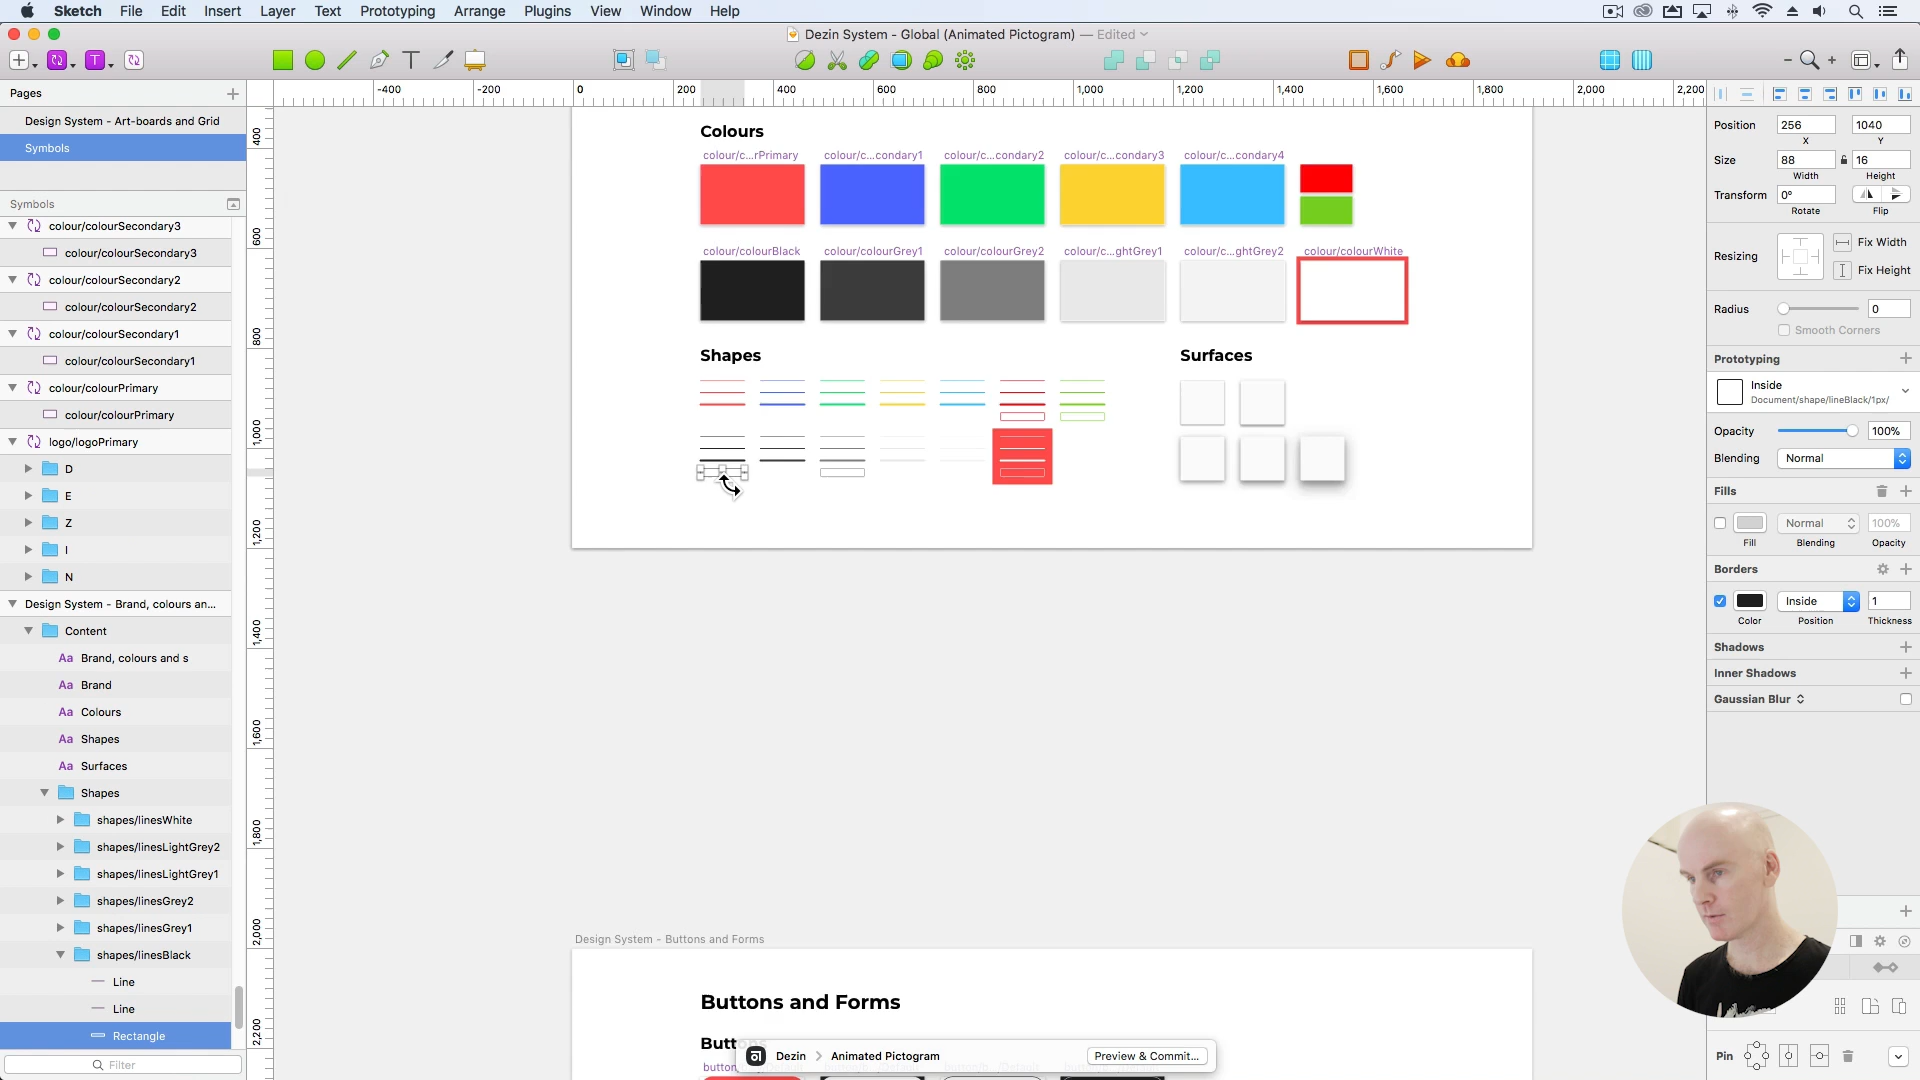 Sketch File Edit Insert Layer Text Prototyping Arrange Plugins View Window Help
Dezin System - Global (Animated Pictogram) — Edited
Pages
Design System - Art-boards and Grid
Symbols
Symbols
colour/colourSecondary3
colour/colourSecondary3
colour/colourSecondary2
colour/colourSecondary2
colour/colourSecondary1
colour/colourSecondary1
colour/colourPrimary
colour/colourPrimary
logo/logoPrimary
D
E
Z
I
N
Design System - Brand, colours an...
Content
Aa Brand, colours and s
Aa Brand
Aa Colours
Aa Shapes
Aa Surfaces
Shapes
shapes/linesWhite
shapes/linesLightGrey2
shapes/linesLightGrey1
shapes/linesGrey2
shapes/linesGrey1
shapes/linesBlack
Line
Line
Rectangle
Filter
-400 -200 0 200 400 600 800 1,000 1,200 1,400 1,600 1,800 2,000 2,200
400
600
800
1,000
1,200
1,400
1,600
1,800
2,000
2,200
Colours
colour/c...rPrimary colour/c...condary1 colour/c...condary2 colour/c...condary3 colour/c...condary4
colour/colourBlack colour/colourGrey1 colour/colourGrey2 colour/c...ghtGrey1 colour/c...ghtGrey2 colour/colourWhite
Shapes
Surfaces
Design System - Buttons and Forms
Buttons and Forms
Dezin > Animated Pictogram Preview & Commit...
Position 256 1040
X Y
Size 88 16
Width Height
Transform 0°
Rotate Flip
Resizing Fix Width
Fix Height
Radius 0
Smooth Corners
Prototyping
Inside
Document/shape/lineBlack/1px/
Opacity 100%
Blending Normal
Fills
Normal 100%
Fill Blending Opacity
Borders
Inside 1
Color Position Thickness
Shadows
Inner Shadows
Gaussian Blur
Pin